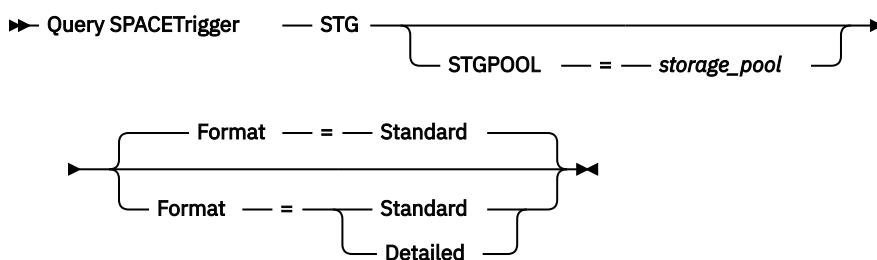 Query SPACETrigger STG
STGPOOL = storage_pool
Format = Standard
Format = Standard
Detailed